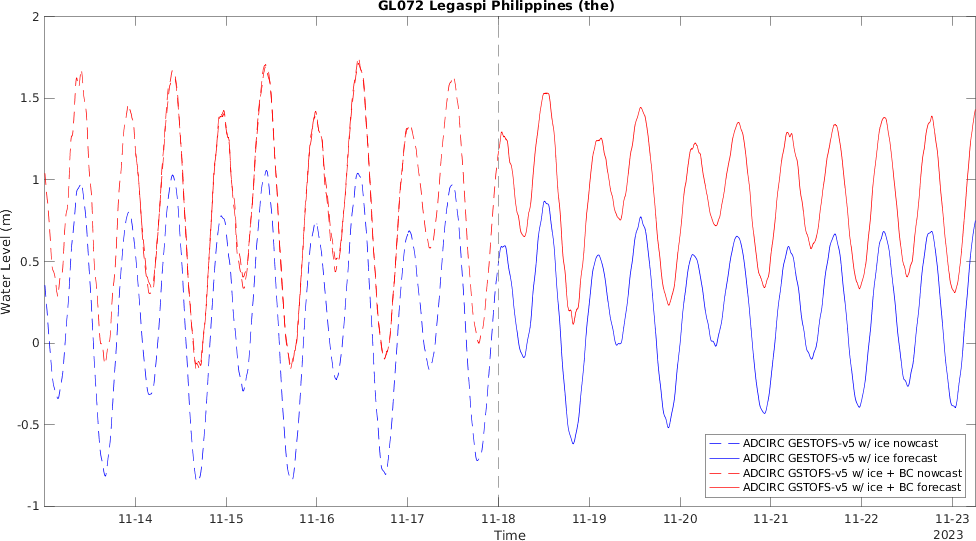 GL072 Legaspi Philippines (the)
2
1.5
1
0.5
0
-0.5
-1
Water Level (m)
11-14 11-15 11-16 11-17 11-18 11-19 11-20 11-21 11-22 11-23
Time
2023
ADCIRC GESTOFS-v5 w/ ice nowcast
ADCIRC GESTOFS-v5 w/ ice forecast
ADCIRC GSTOFS-v5 w/ ice + BC nowcast
ADCIRC GSTOFS-v5 w/ ice + BC forecast